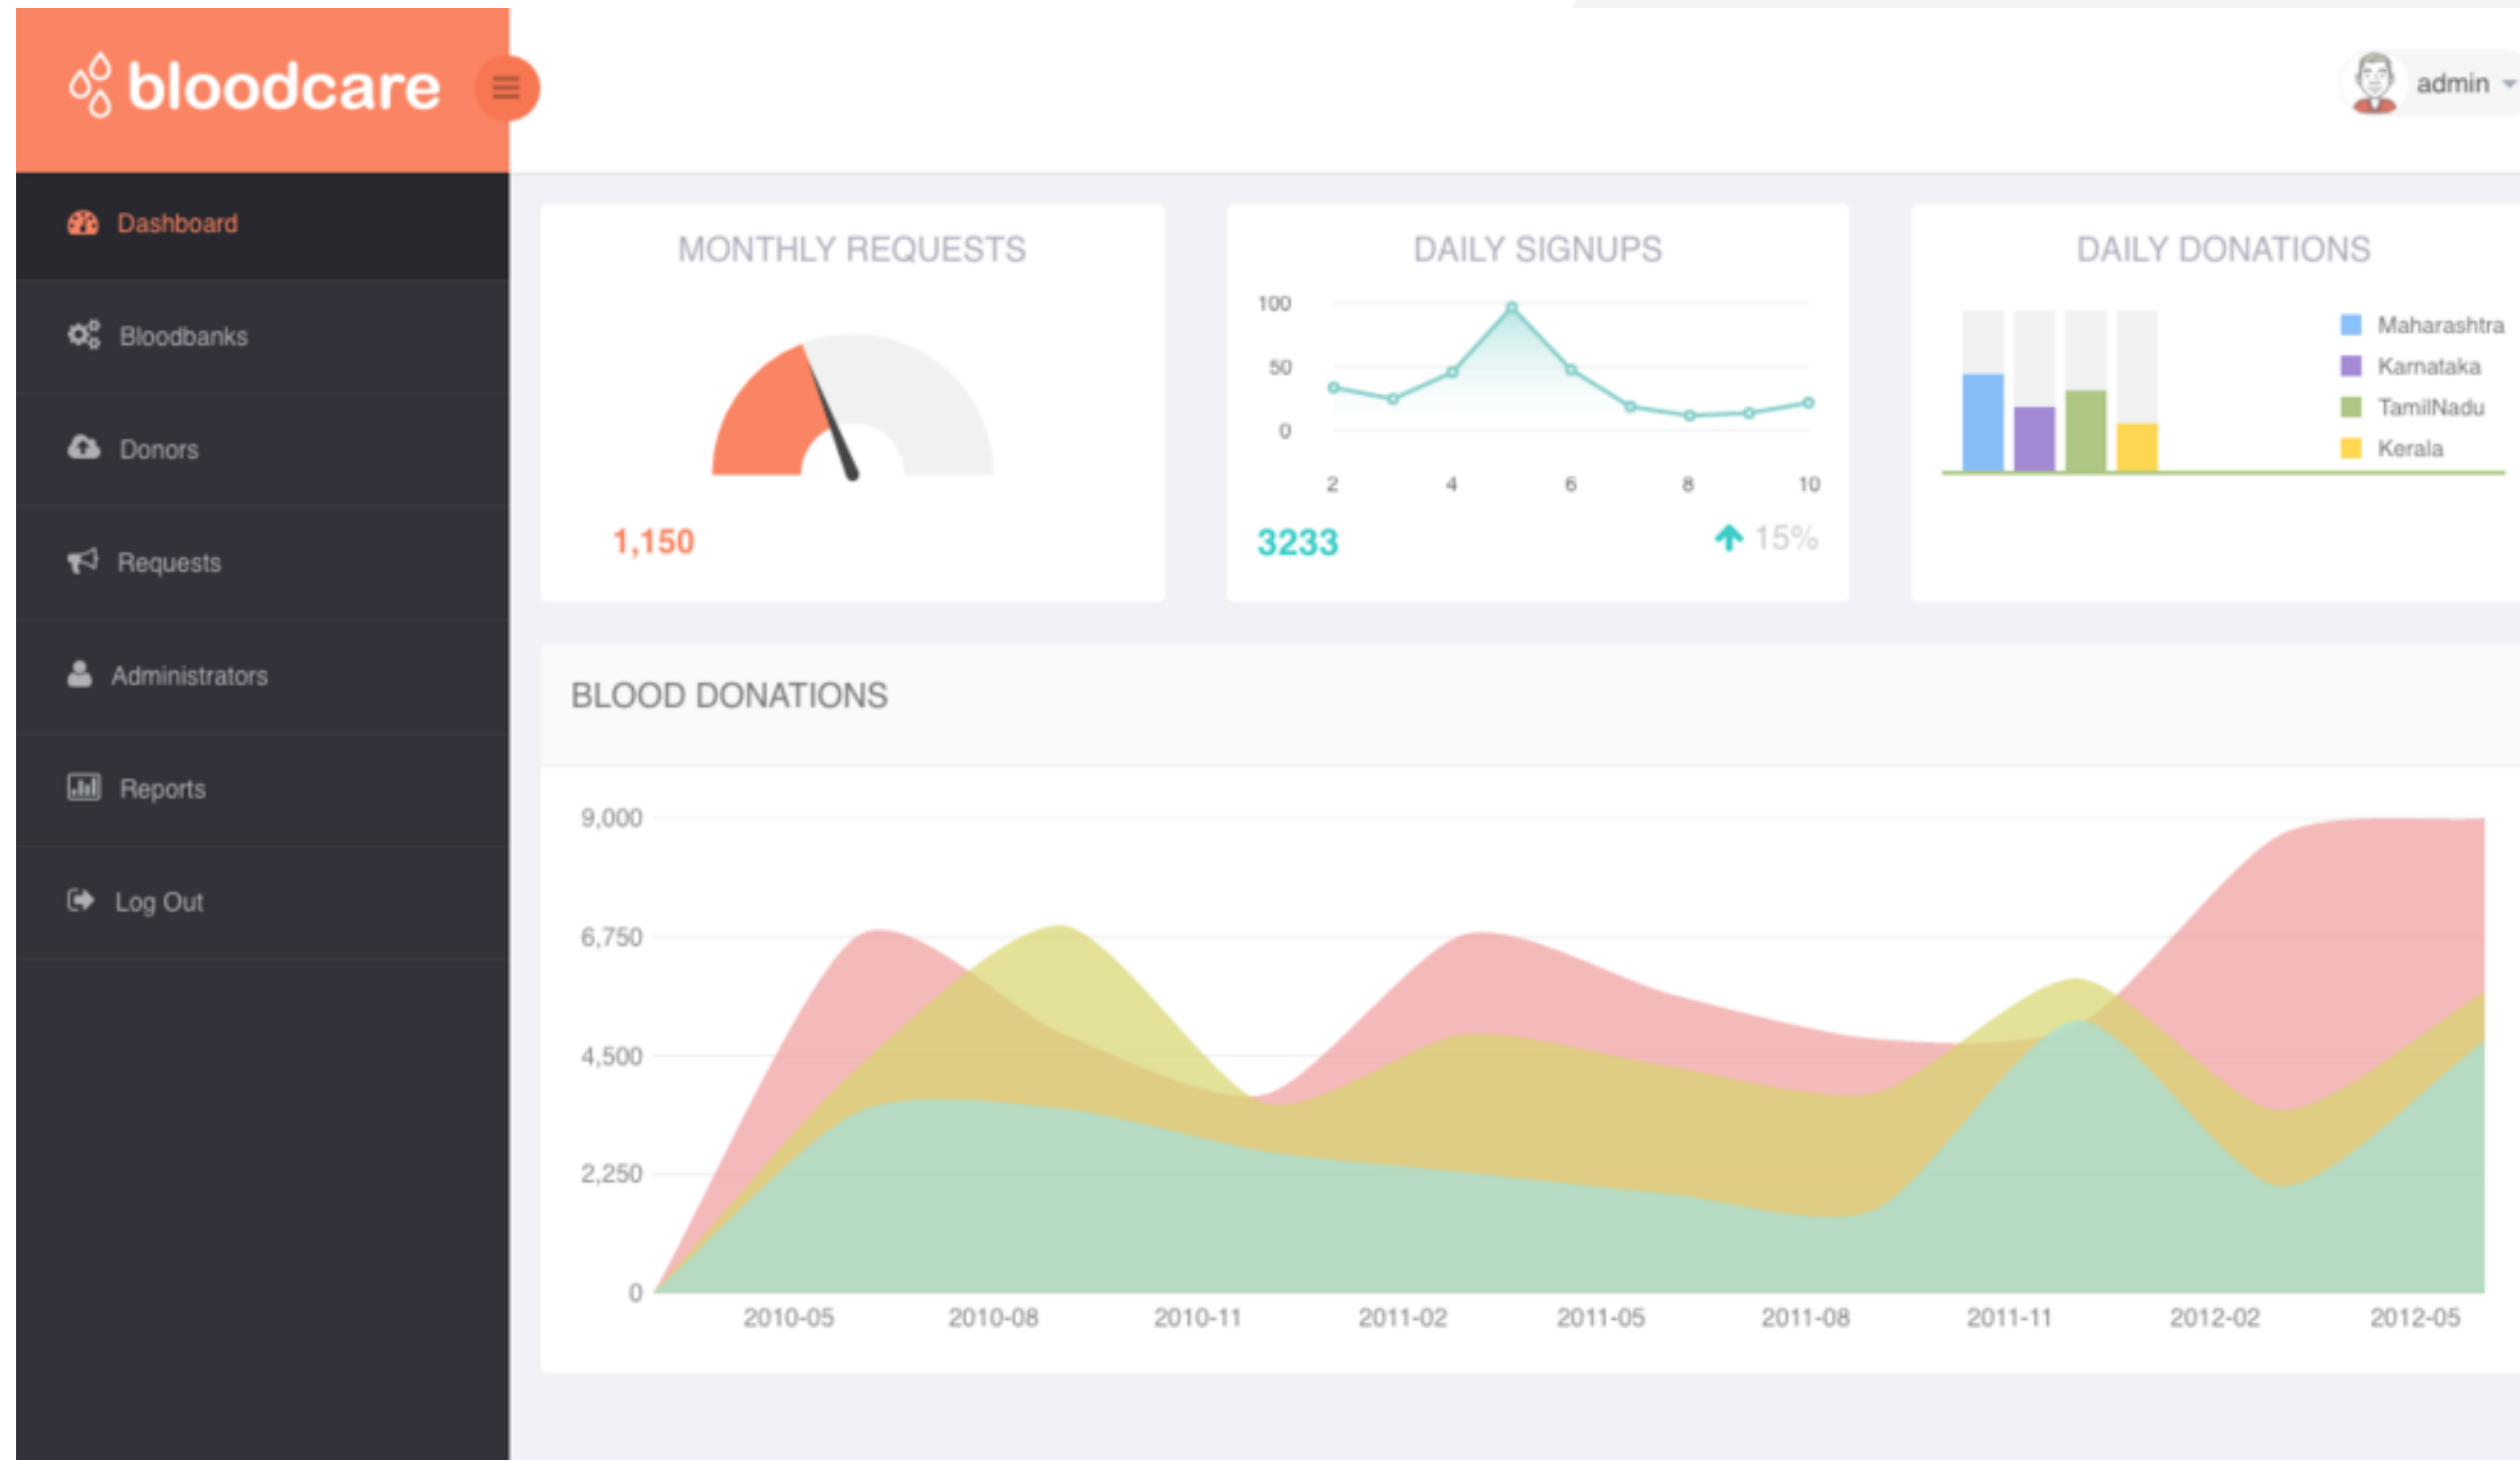 bloodcare
admin
Dashboard
Bloodbanks
Donors
Requests
Administrators
Reports
Log Out
MONTHLY REQUESTS
1,150
DAILY SIGNUPS
100
50
0
2 4 6 8 10
3233
15%
DAILY DONATIONS
Maharashtra
Karnataka
TamilNadu
Kerala
BLOOD DONATIONS
9,000
6,750
4,500
2,250
0
2010-05 2010-08 2010-11 2011-02 2011-05 2011-08 2011-11 2012-02 2012-05